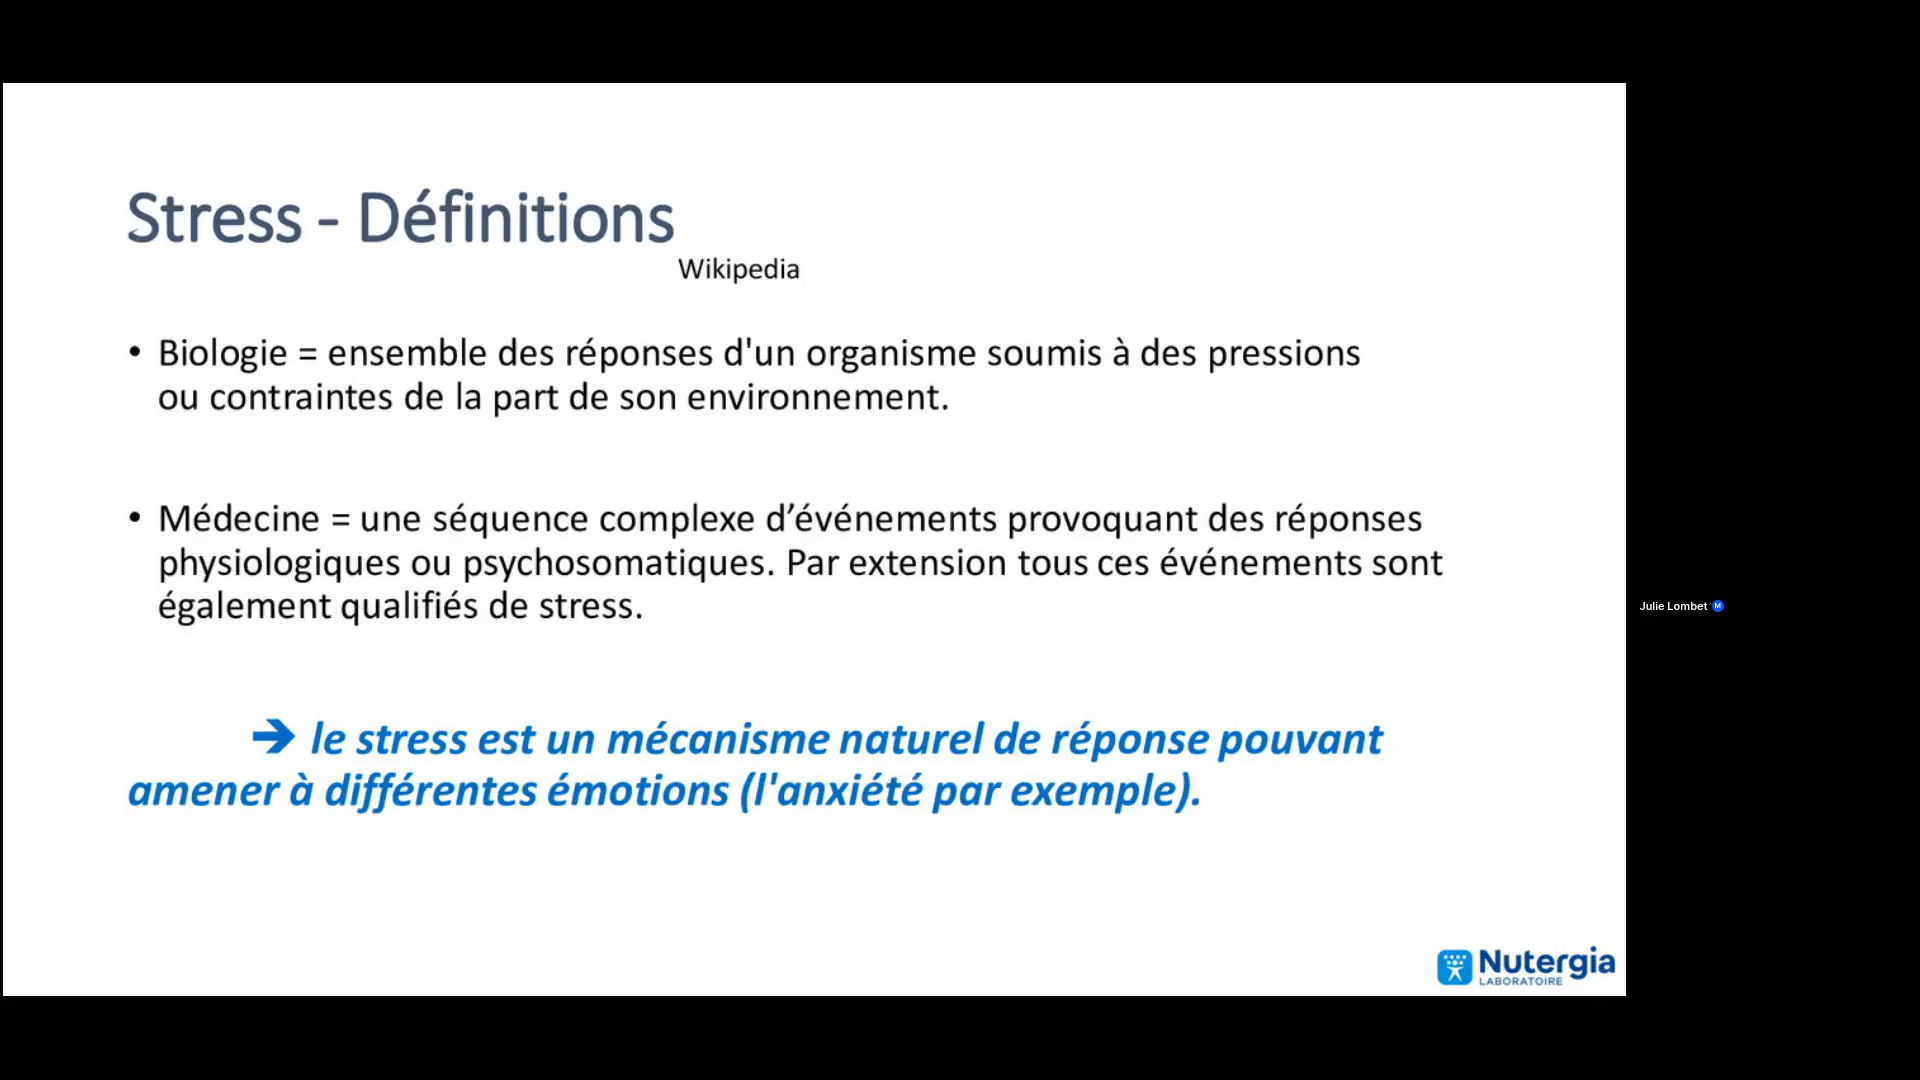 Stress - Définitions
Wikipedia
• Biologie = ensemble des réponses d'un organisme soumis à des pressions
ou contraintes de la part de son environnement.
• Médecine = une séquence complexe d’événements provoquant des réponses
physiologiques ou psychosomatiques. Par extension tous ces événements sont
également qualifiés de stress.
➔ le stress est un mécanisme naturel de réponse pouvant
amener à différentes émotions (l'anxiété par exemple).
Julie Lombet M
Nutergia
LABORATOIRE